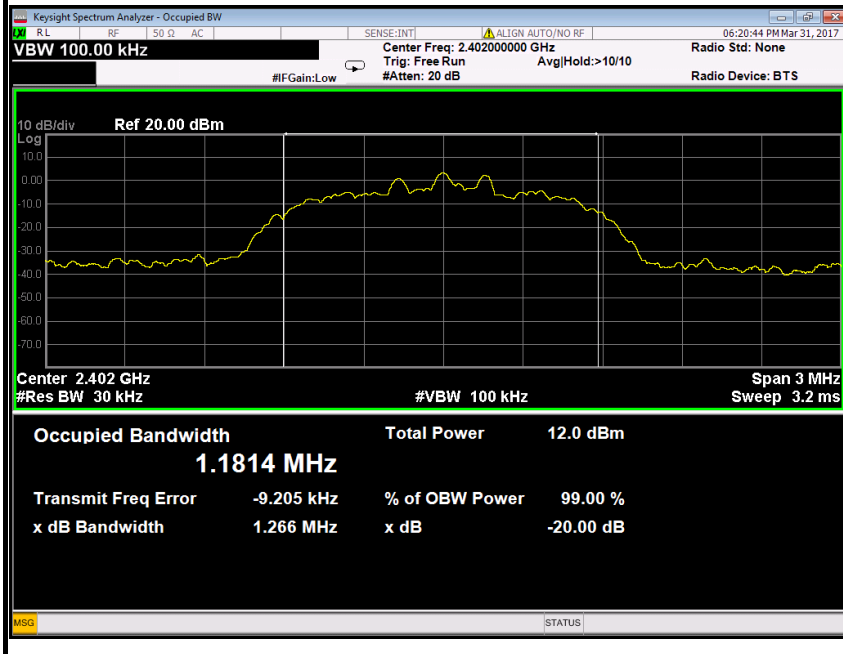 Keysight Spectrum Analyzer - Occupied BW
LXI RL RF 50 Ω AC SENSE:INT ALIGN AUTO/NO RF 06:20:44 PM Mar 31, 2017
VBW 100.00 kHz Center Freq: 2.402000000 GHz Radio Std: None
Trig: Free Run Avg|Hold:>10/10
#IFGain:Low #Atten: 20 dB Radio Device: BTS
10 dB/div Ref 20.00 dBm
Log
10.0
0.00
-10.0
-20.0
-30.0
-40.0
-50.0
-60.0
-70.0
Center 2.402 GHz Span 3 MHz
#Res BW 30 kHz #VBW 100 kHz Sweep 3.2 ms
Occupied Bandwidth Total Power 12.0 dBm
1.1814 MHz
Transmit Freq Error -9.205 kHz % of OBW Power 99.00 %
x dB Bandwidth 1.266 MHz x dB -20.00 dB
MSG STATUS